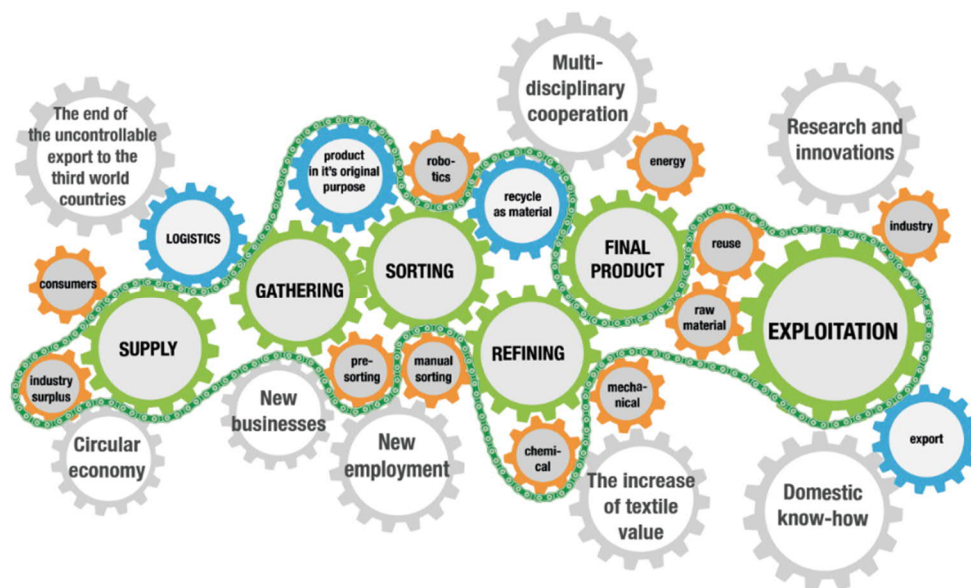 The end of
the uncontrollable
export to the
third world
countries
LOGISTICS
consumers
SUPPLY
industry
surplus
Circular
economy
product
in it's original
purpose
GATHERING
New
businesses
pre-
sorting
robo-
tics
SORTING
manual
sorting
New
employment
Multi-
disciplinary
cooperation
recycle
as material
REFINING
chemi-
cal
mecha-
nical
The increase
of textile
value
energy
FINAL
PRODUCT
reuse
raw
material
Research and
innovations
industry
EXPLOITATION
export
Domestic
know-how